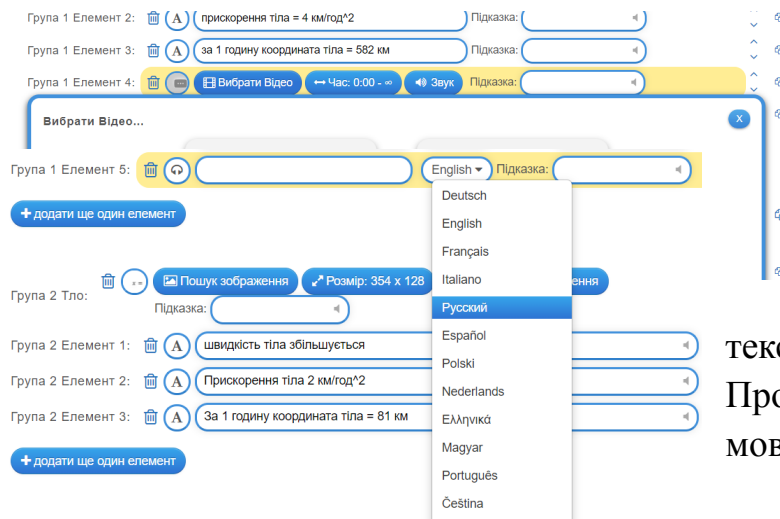 Група 1 Елемент 2: A прискорення тіла = 4 км/год^2 Підказка:
Група 1 Елемент 3: A за 1 годину координата тіла = 582 км Підказка:
Група 1 Елемент 4: Вибрати Відео Час: 0:00 - ∞ Звук Підказка:
Вибрати Відео... X
Група 1 Елемент 5: English Підказка:
Deutsch
+ додати ще один елемент
English
Français
Italiano
Група 2 Тло: Пошук зображення Розмір: 354 x 128
Підказка:
Русский
Español
Група 2 Елемент 1: A швидкість тіла збільшується
Polski
Група 2 Елемент 2: A Прискорення тіла 2 км/год^2
Nederlands
Група 2 Елемент 3: A За 1 годину координата тіла = 81 км
Ελληνικά
Magyar
+ додати ще один елемент
Português
Čeština